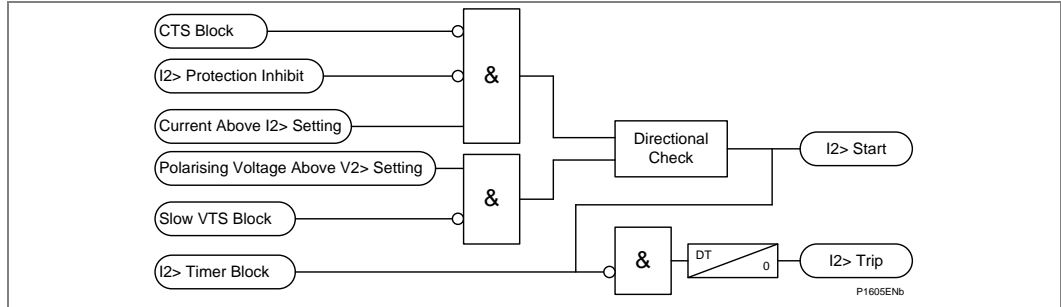 CTS Block
I2> Protection Inhibit
&
Current Above I2> Setting
Directional
Check
I2> Start
Polarising Voltage Above V2> Setting
&
Slow VTS Block
I2> Timer Block
&
DT
0
I2> Trip
P1605ENb